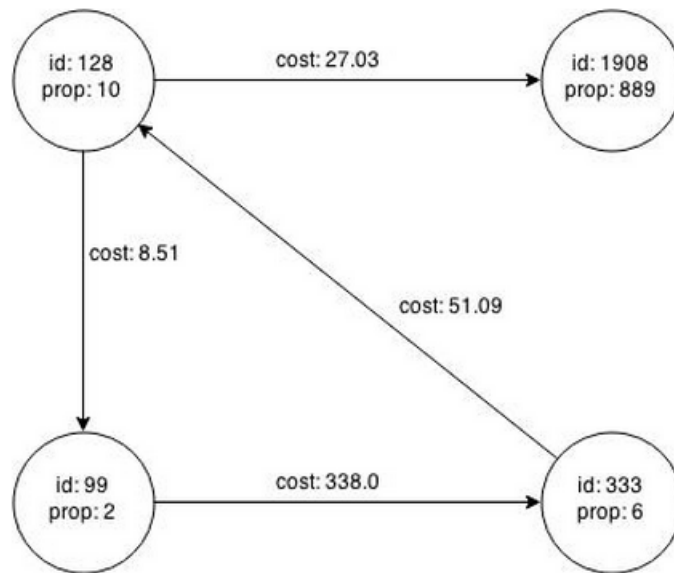 id: 128
prop: 10
cost: 27.03
id: 1908
prop: 889
cost: 8.51
cost: 51.09
id: 99
prop: 2
cost: 338.0
id: 333
prop: 6